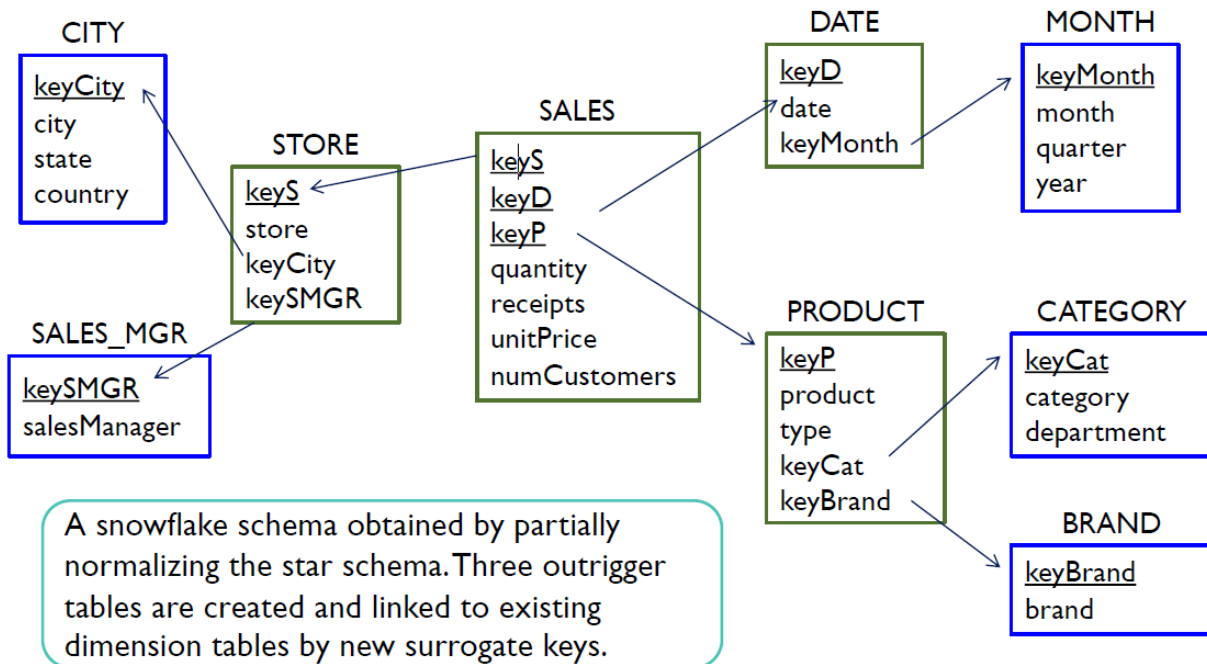 CITY
keyCity
city
state
country
STORE
keyS
store
keyCity
keySMGR
SALES_MGR
keySMGR
salesManager
SALES
keyS
keyD
keyP
quantity
receipts
unitPrice
numCustomers
DATE
keyD
date
keyMonth
MONTH
keyMonth
month
quarter
year
PRODUCT
keyP
product
type
keyCat
keyBrand
CATEGORY
keyCat
category
department
BRAND
keyBrand
brand
A snowflake schema obtained by partially
normalizing the star schema. Three outrigger
tables are created and linked to existing
dimension tables by new surrogate keys.